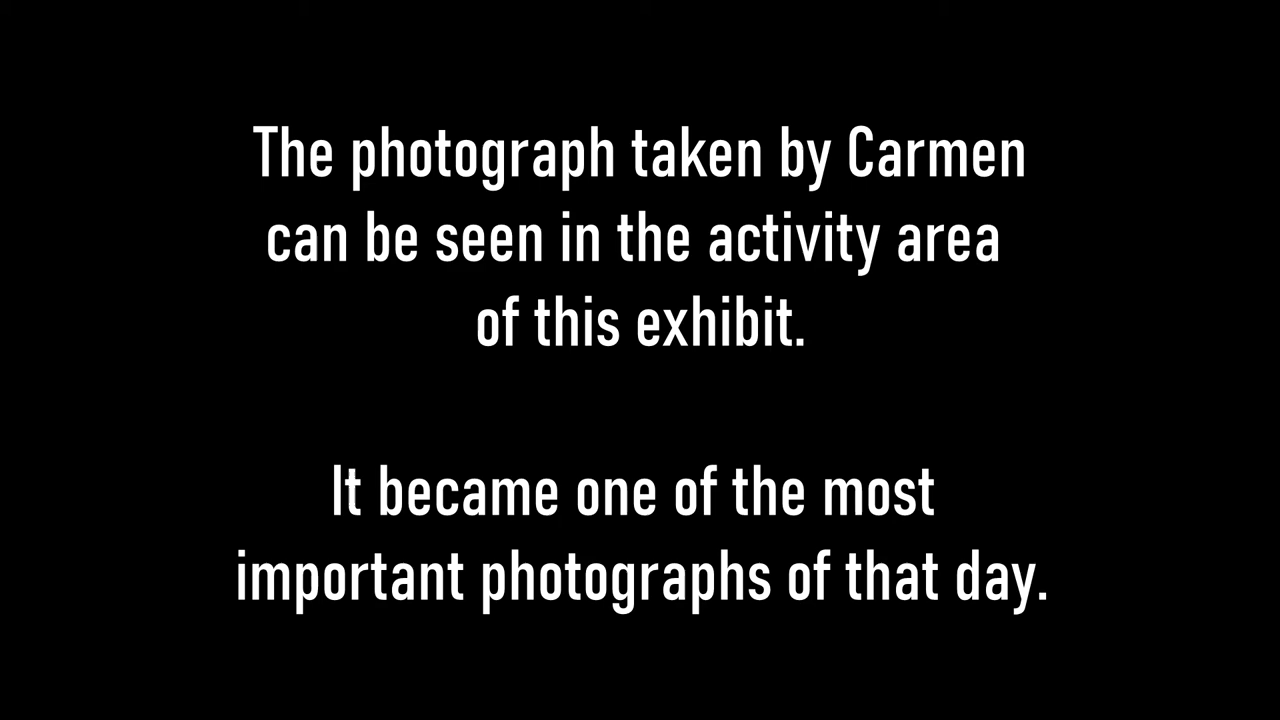 The photograph taken by Carmen
can be seen in the activity area
of this exhibit.
It became one of the most
important photographs of that day.